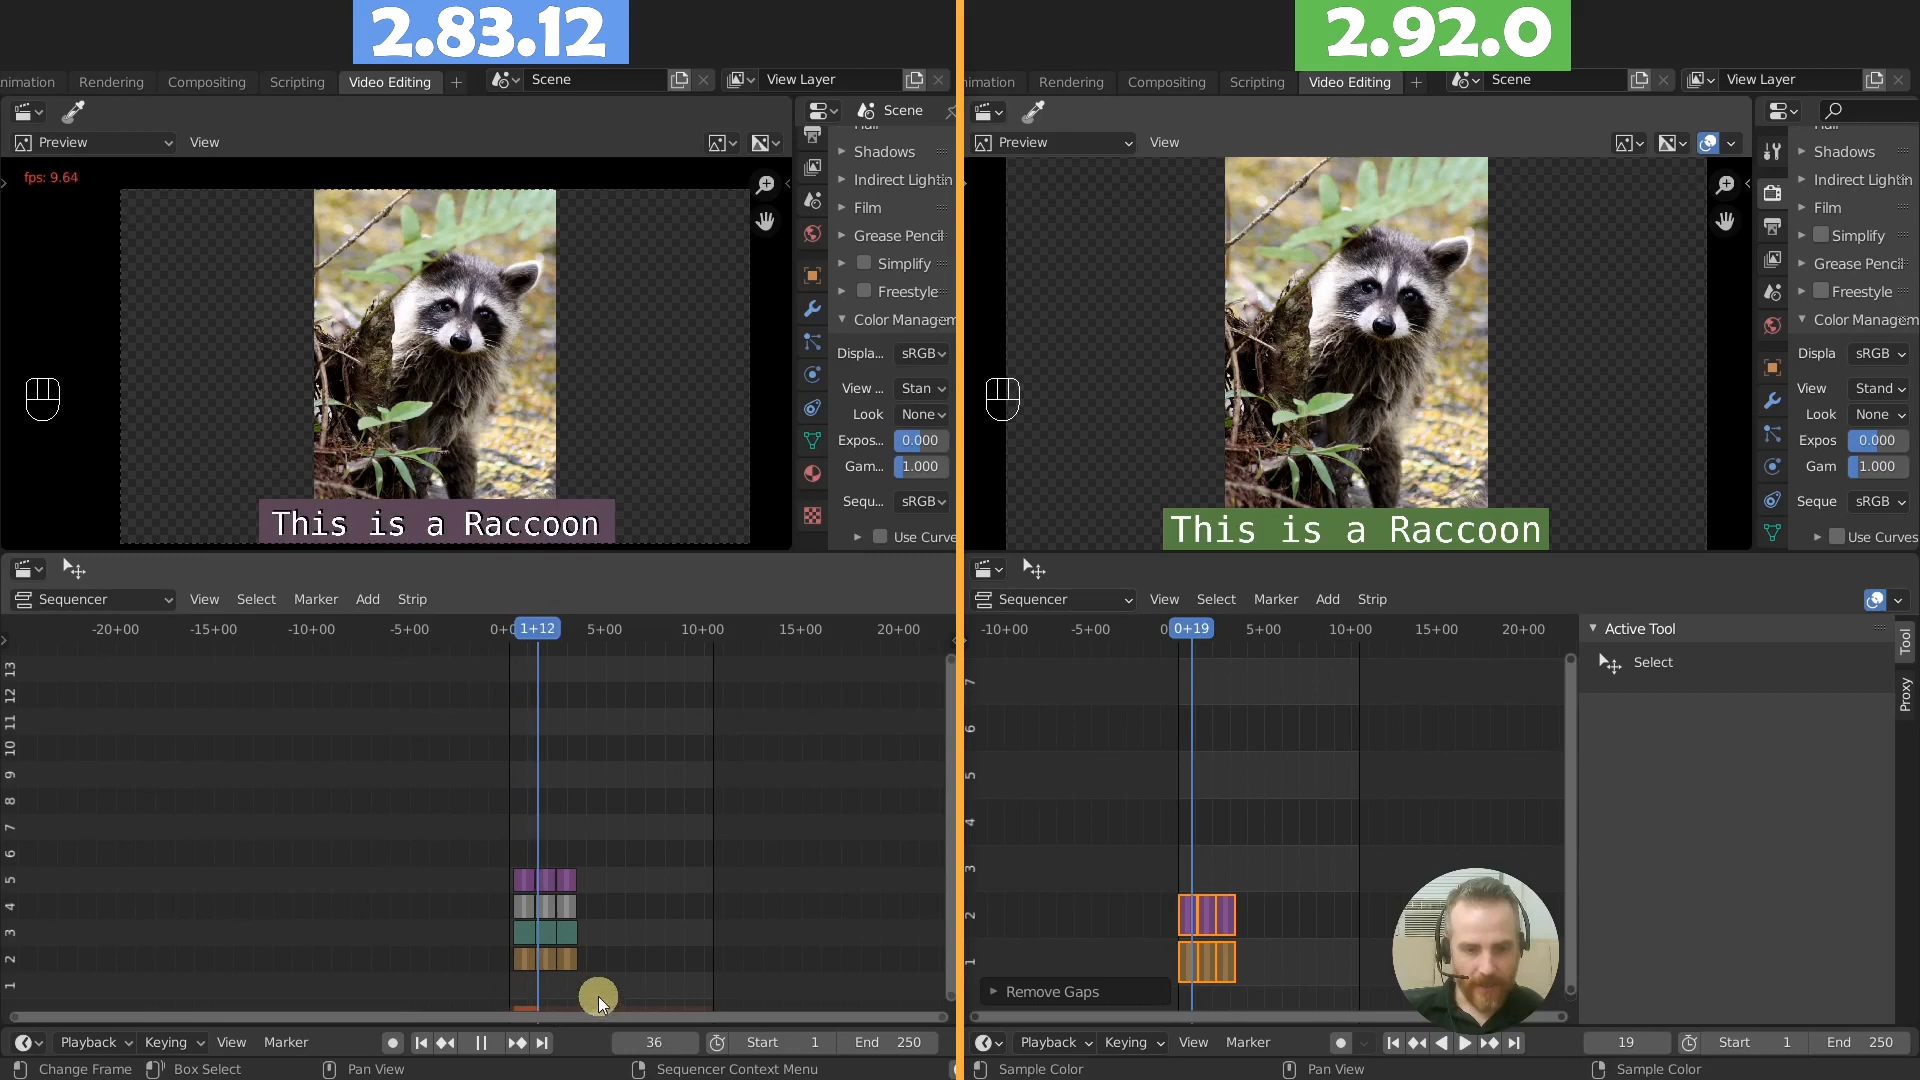 2.83.12
nimation Rendering Compositing Scripting Video Editing + Scene View Layer
Preview View
Scene
fps: 9.64
Shadows
Indirect Lightin
Film
Grease Pencil
Simplify
Freestyle
Color Managem
Displa... sRGB
View ... Stan
Look None
Expos... 0.000
Gam... 1.000
Sequ... sRGB
Use Curve
This is a Raccoon
Sequencer View Select Marker Add Strip
-20+00 -15+00 -10+00 -5+00 0+0 1+12 5+00 10+00 15+00 20+00
13
12
11
10
9
8
7
6
5
4
3
2
1
Playback Keying View Marker 36 Start 1 End 250
Change Frame Box Select Pan View Sequencer Context Menu
2.92.0
nimation Rendering Compositing Scripting Video Editing + Scene View Layer
Preview View
Shadows
Indirect Lightin
Film
Simplify
Grease Pencil
Freestyle
Color Managem
Displa sRGB
View Stand
Look None
Expos 0.000
Gam 1.000
Seque sRGB
Use Curves
This is a Raccoon
Sequencer View Select Marker Add Strip
-10+00 -5+00 0 0+19 5+00 10+00 15+00 20+00
7
6
5
4
3
2
1
Active Tool
Select
Tool
Proxy
Remove Gaps
Playback Keying View Marker 19 Start 1 End 250
Sample Color Pan View Sample Color